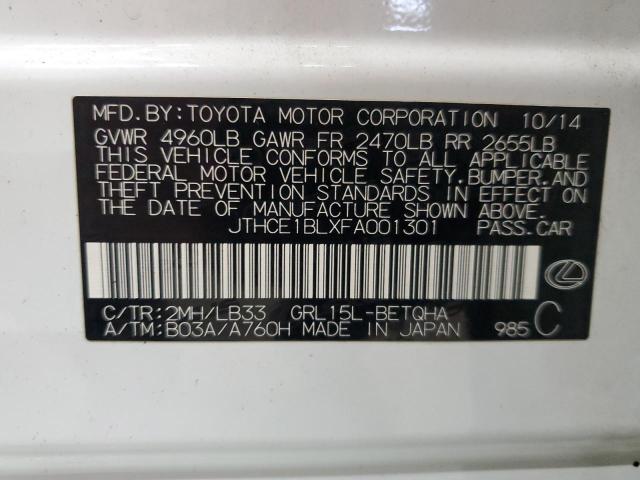 MFD.BY:TOYOTA MOTOR CORPORATION 10/14
GVWR 4960LB GAWR FR 2470LB RR 2655LB
THIS VEHICLE CONFORMS TO ALL APPLICABLE
FEDERAL MOTOR VEHICLE SAFETY,BUMPER,AND
THEFT PREVENTION STANDARDS IN EFFECT ON
THE DATE OF MANUFACTURE SHOWN ABOVE.
JTHCE1BLXFA001301 PASS.CAR
C/TR:2MH/LB33 GRL15L-BETQHA
A/TM:B03A/A760H MADE IN JAPAN 985 C